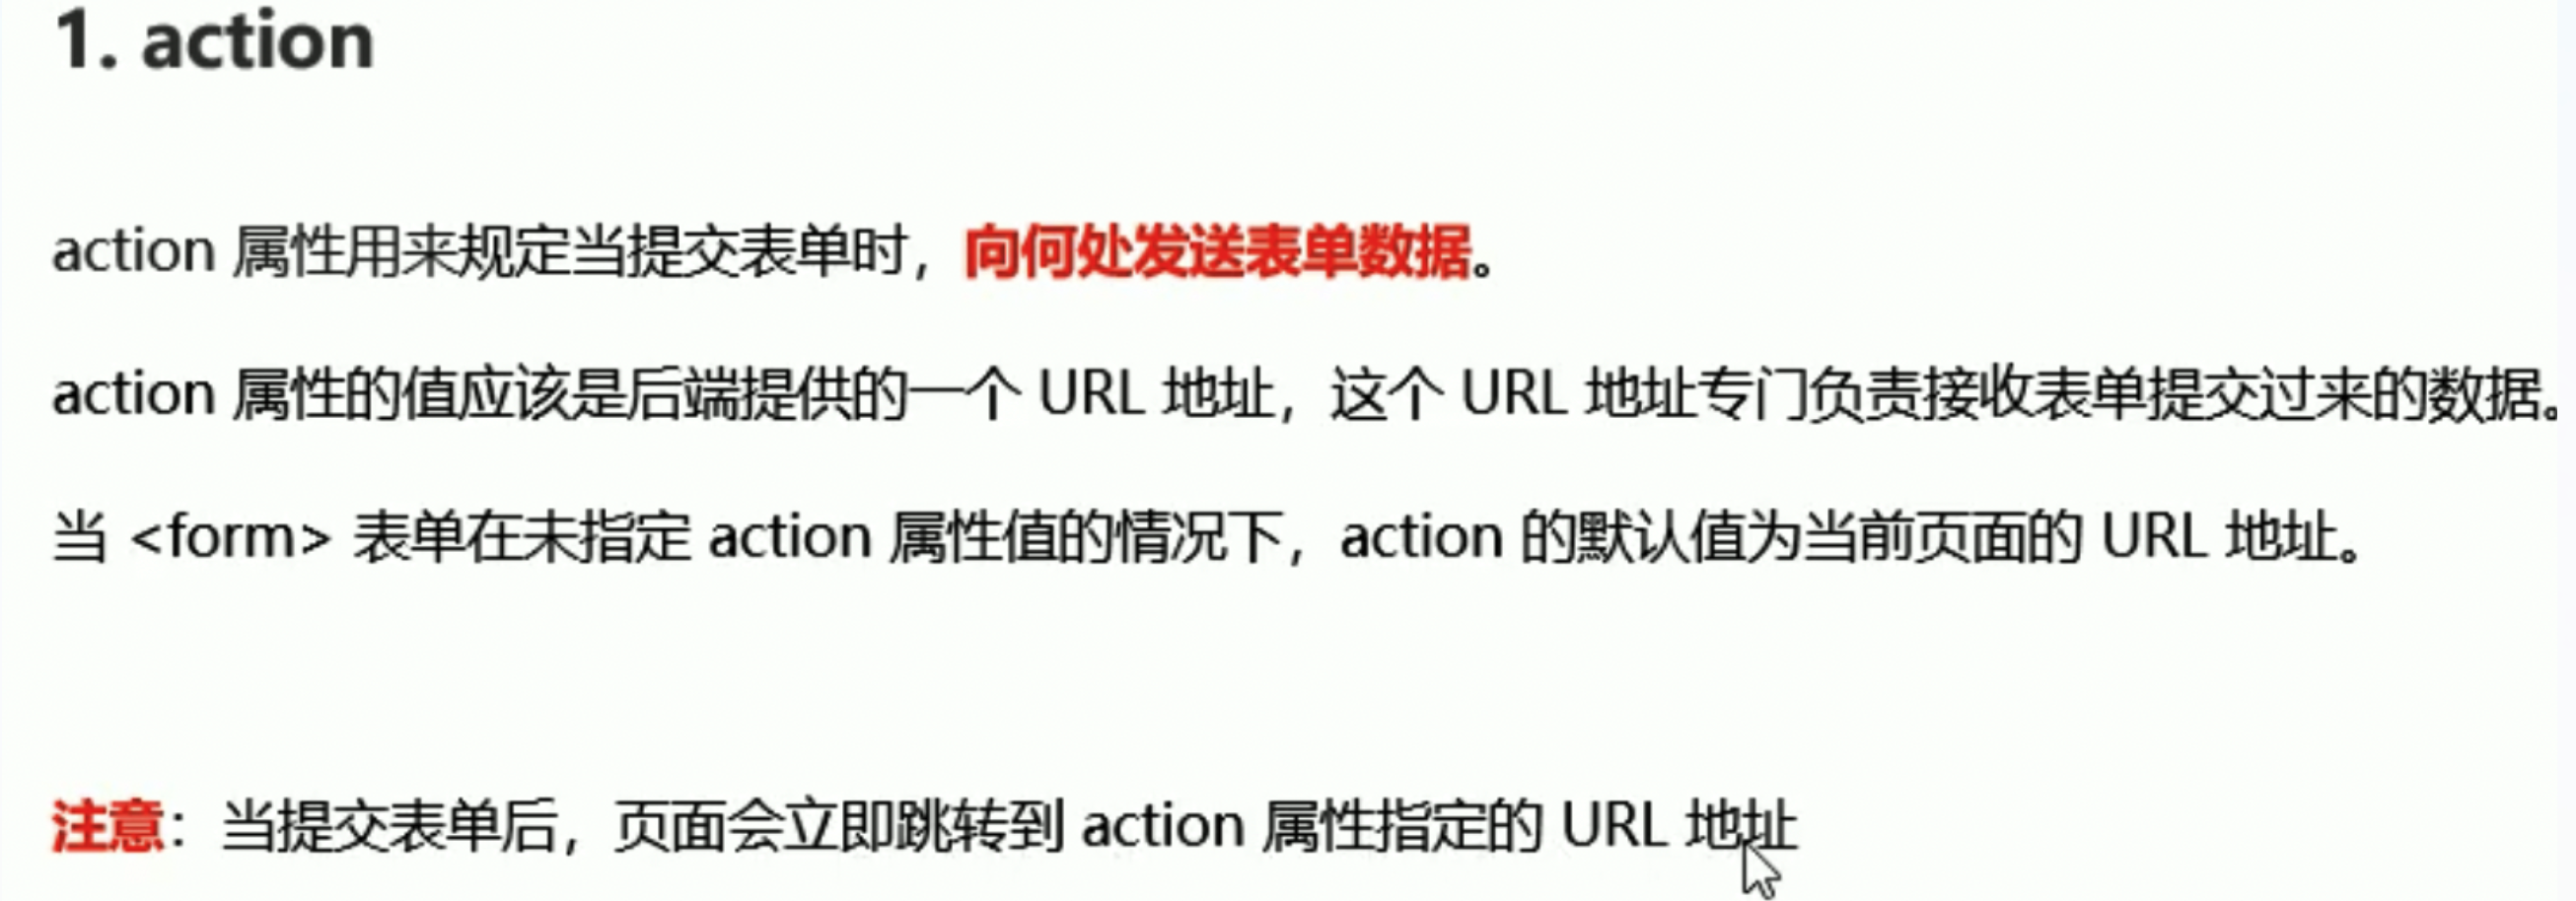 1. action
action 属性用来规定当提交表单时，向何处发送表单数据。
action 属性的值应该是后端提供的一个 URL 地址，这个 URL 地址专门负责接收表单提交过来的数据。
当 <form> 表单在未指定 action 属性值的情况下，action 的默认值为当前页面的 URL 地址。
注意：当提交表单后，页面会立即跳转到 action 属性指定的 URL 地址